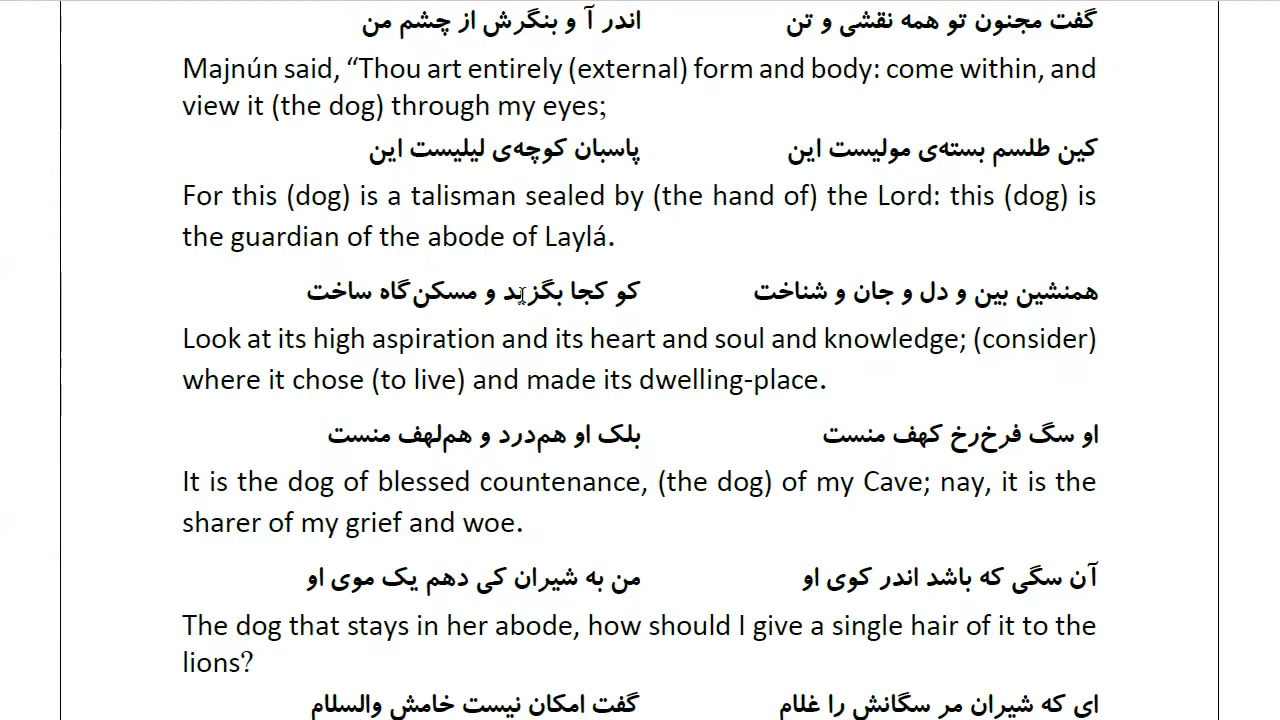 گفت مجنون تو همه نقشی و تن اندر آ و بنگرش از چشم من
Majnún said, “Thou art entirely (external) form and body: come within, and
view it (the dog) through my eyes;
کین طلسم بسته‌ی مولیست این پاسبان کوچه‌ی لیلیست این
For this (dog) is a talisman sealed by (the hand of) the Lord: this (dog) is
the guardian of the abode of Laylá.
همنشین بین و دل و جان و شناخت کو کجا بگزید و مسکن‌گاه ساخت
Look at its high aspiration and its heart and soul and knowledge; (consider)
where it chose (to live) and made its dwelling-place.
او سگ فرخ‌رخ کهف منست بلک او هم‌درد و هم‌لهف منست
It is the dog of blessed countenance, (the dog) of my Cave; nay, it is the
sharer of my grief and woe.
آن سگی که باشد اندر کوی او من به شیران کی دهم یک موی او
The dog that stays in her abode, how should I give a single hair of it to the
lions?
ای که شیران مر سگانش را غلام گفت امکان نیست خامش والسلام